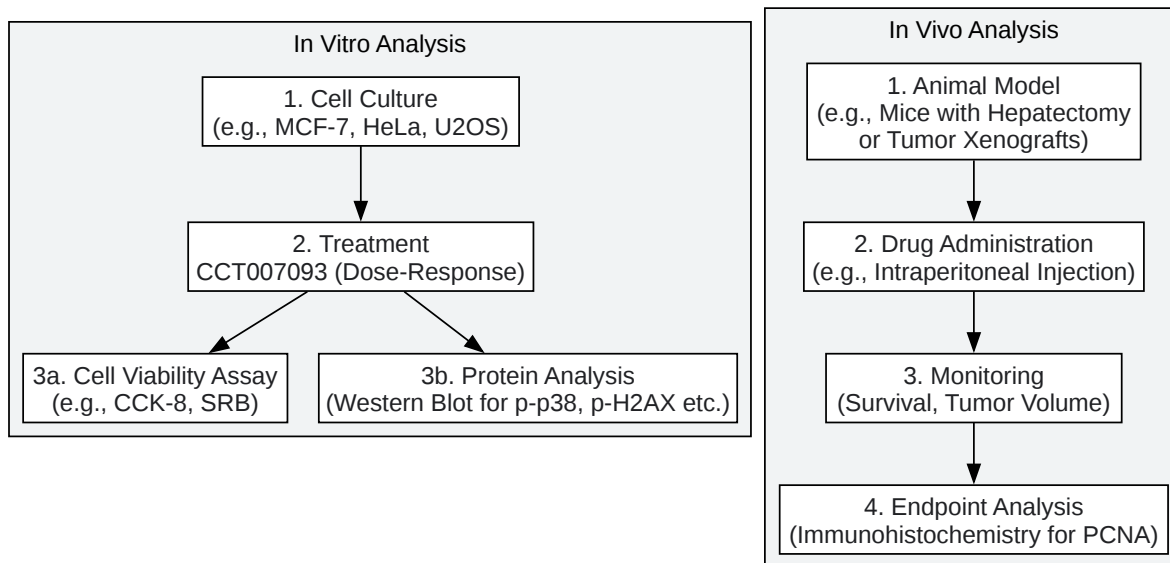 In Vitro Analysis
1. Cell Culture
(e.g., MCF-7, HeLa, U2OS)
2. Treatment
CCT007093 (Dose-Response)
3a. Cell Viability Assay
(e.g., CCK-8, SRB)
3b. Protein Analysis
(Western Blot for p-p38, p-H2AX etc.)
In Vivo Analysis
1. Animal Model
(e.g., Mice with Hepatectomy
or Tumor Xenografts)
2. Drug Administration
(e.g., Intraperitoneal Injection)
3. Monitoring
(Survival, Tumor Volume)
4. Endpoint Analysis
(Immunohistochemistry for PCNA)